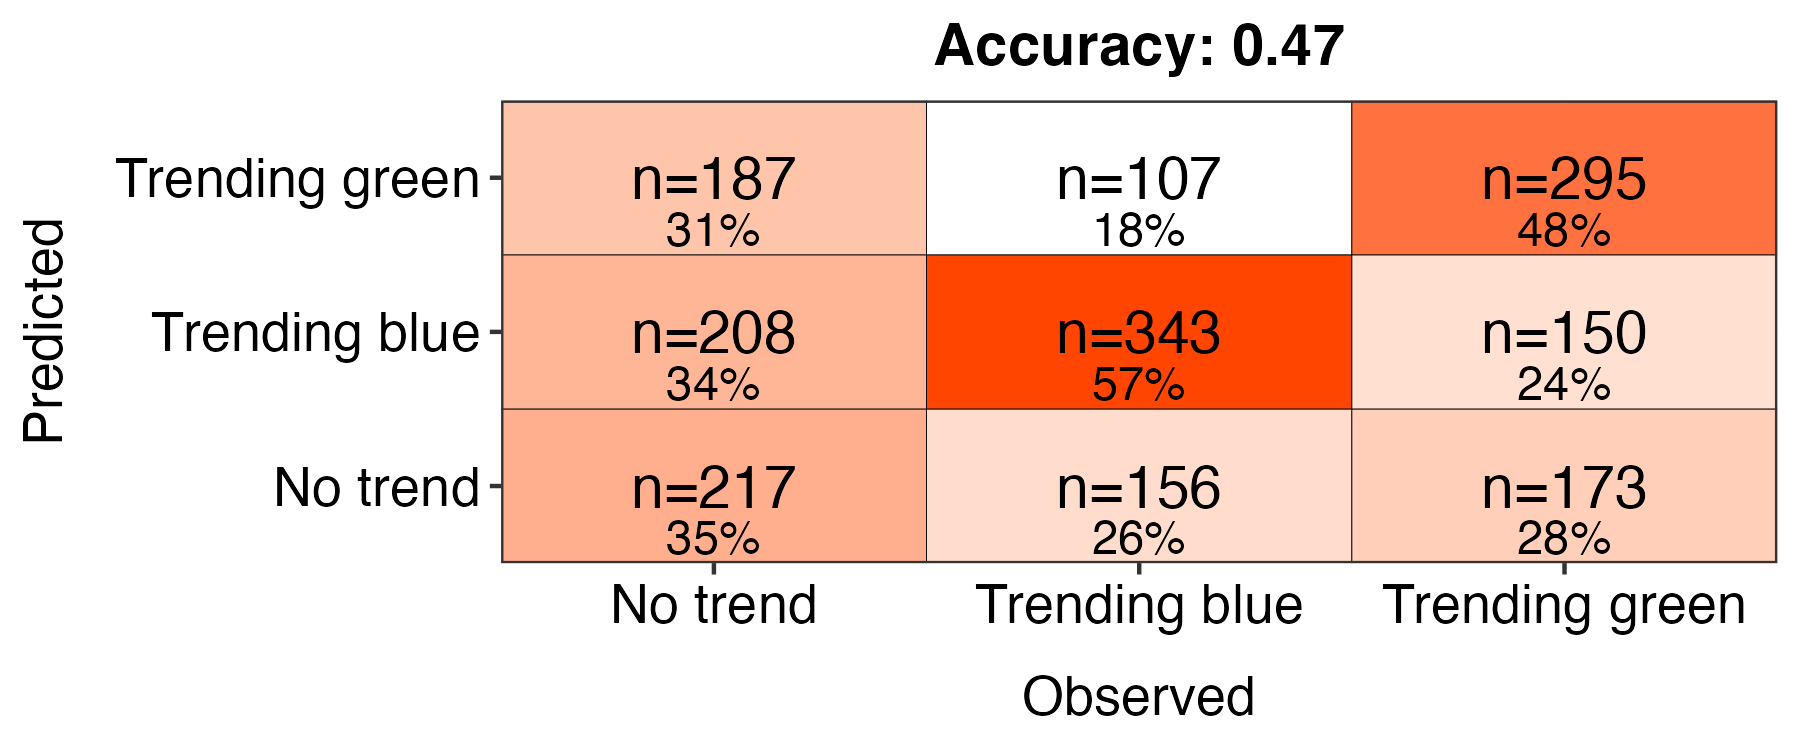 Accuracy: 0.47
Predicted
Trending green
n=187
31%
n=107
18%
n=295
48%
Trending blue
n=208
34%
n=343
57%
n=150
24%
No trend
n=217
35%
n=156
26%
n=173
28%
No trend
Trending blue
Trending green
Observed